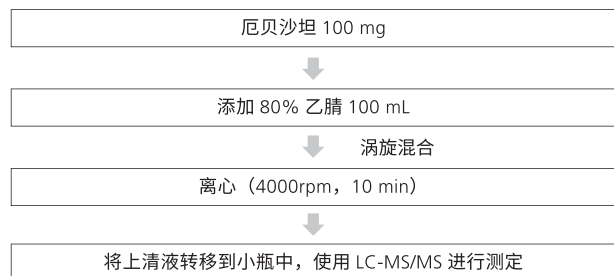 厄贝沙坦 100 mg
添加 80% 乙腈 100 mL
涡旋混合
离心（4000rpm，10 min）
将上清液转移到小瓶中，使用 LC-MS/MS 进行测定